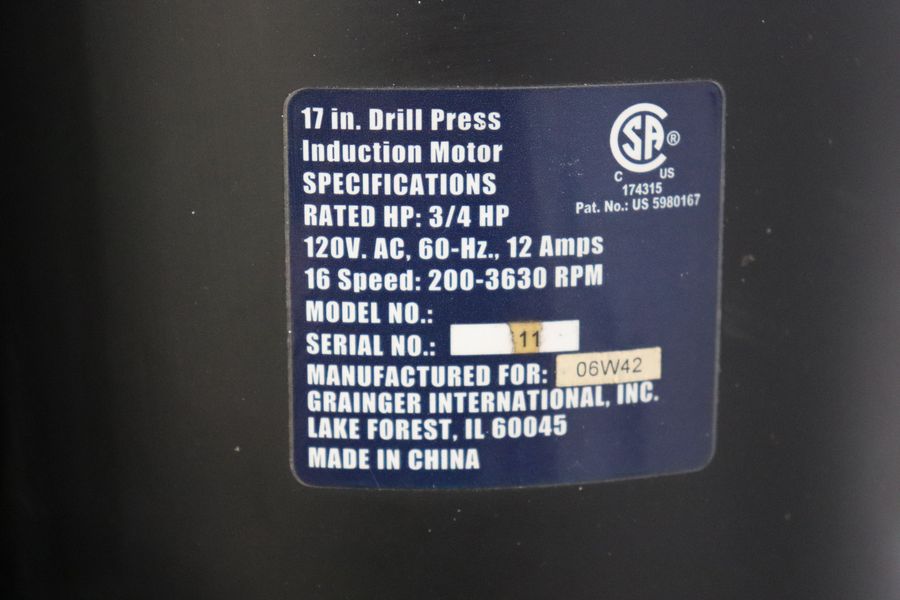 17 in. Drill Press
Induction Motor
SPECIFICATIONS
RATED HP: 3/4 HP
120V. AC, 60-Hz., 12 Amps
16 Speed: 200-3630 RPM
MODEL NO.:
SERIAL NO.: 11
MANUFACTURED FOR: 06W42
GRAINGER INTERNATIONAL, INC.
LAKE FOREST, IL 60045
MADE IN CHINA
SA ®
C US
174315
Pat. No.: US 5980167